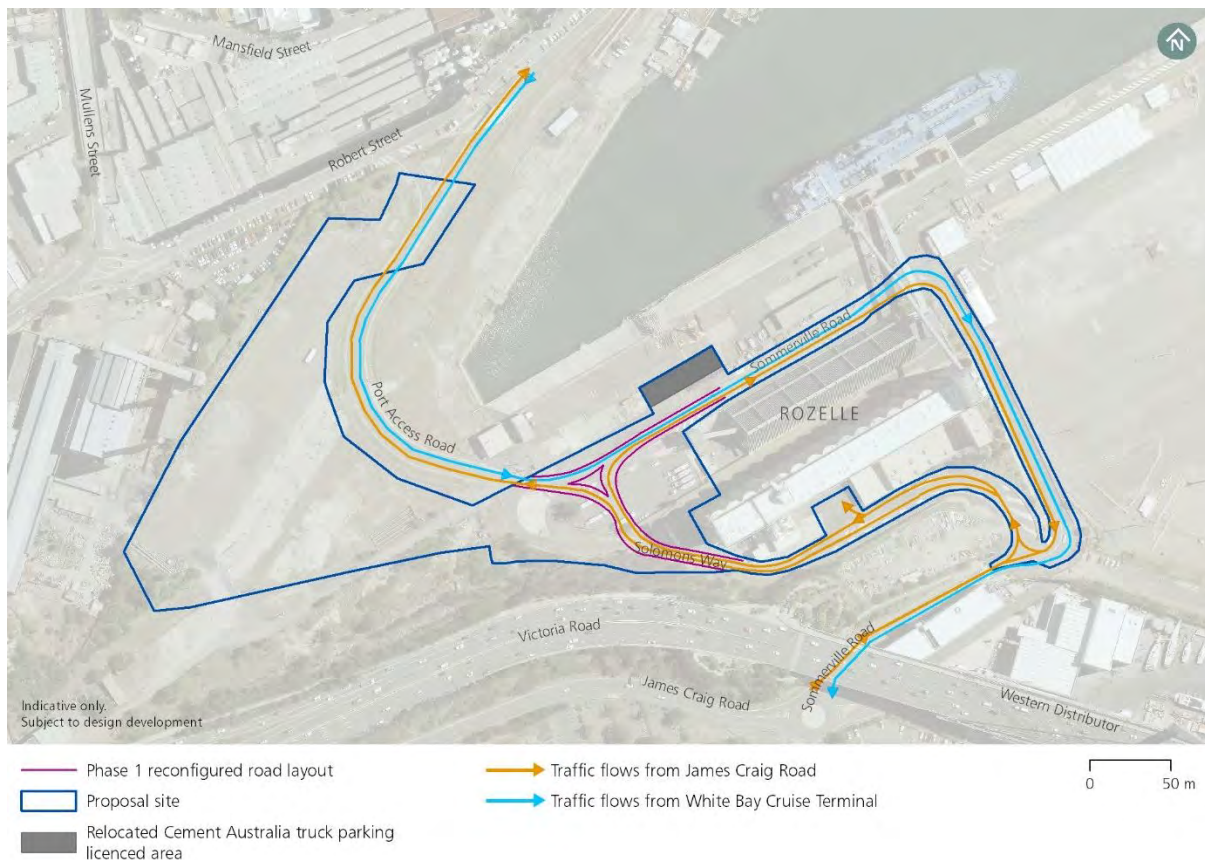 Mansfield Street
N
Mullens Street
Robert Street
Sommerville Road
ROZELLE
Port Access Road
Solomons Way
Victoria Road
Sommerville Road
James Craig Road
Western Distributor
Indicative only.
Subject to design development
Phase 1 reconfigured road layout
Proposal site
Relocated Cement Australia truck parking
licenced area
Traffic flows from James Craig Road
Traffic flows from White Bay Cruise Terminal
0 50 m